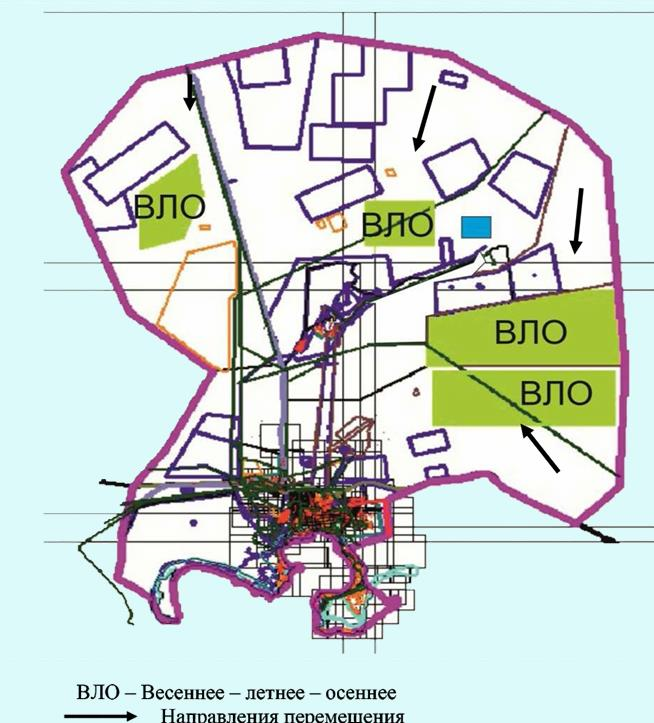 ВЛО
ВЛО
ВЛО
ВЛО
ВЛО – Весеннее – летнее – осеннее
Направления перемещения